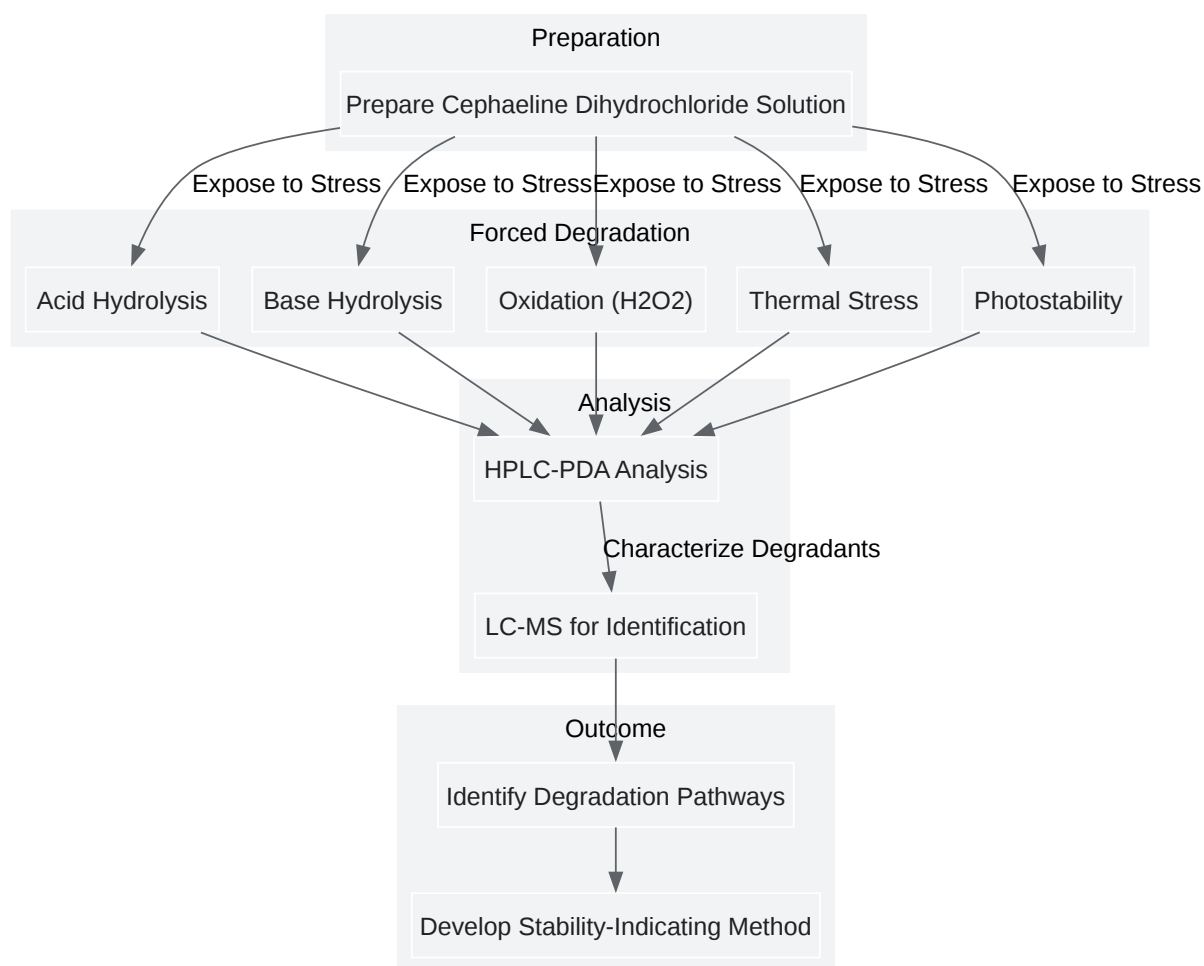 Preparation
Prepare Cephaeline Dihydrochloride Solution
Expose to Stress
Expose to Stress
Expose to Stress
Expose to Stress
Expose to Stress
Forced Degradation
Acid Hydrolysis
Base Hydrolysis
Oxidation (H2O2)
Thermal Stress
Photostability
Analysis
HPLC-PDA Analysis
Characterize Degradants
LC-MS for Identification
Outcome
Identify Degradation Pathways
Develop Stability-Indicating Method